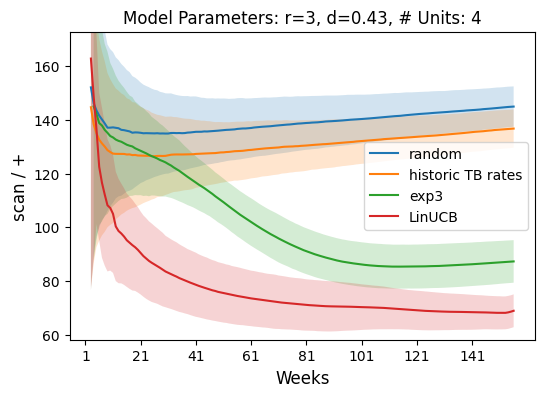 Model Parameters: r=3, d=0.43, # Units: 4
scan / +
160
140
120
100
80
60
random
historic TB rates
exp3
LinUCB
1 21 41 61 81 101 121 141
Weeks